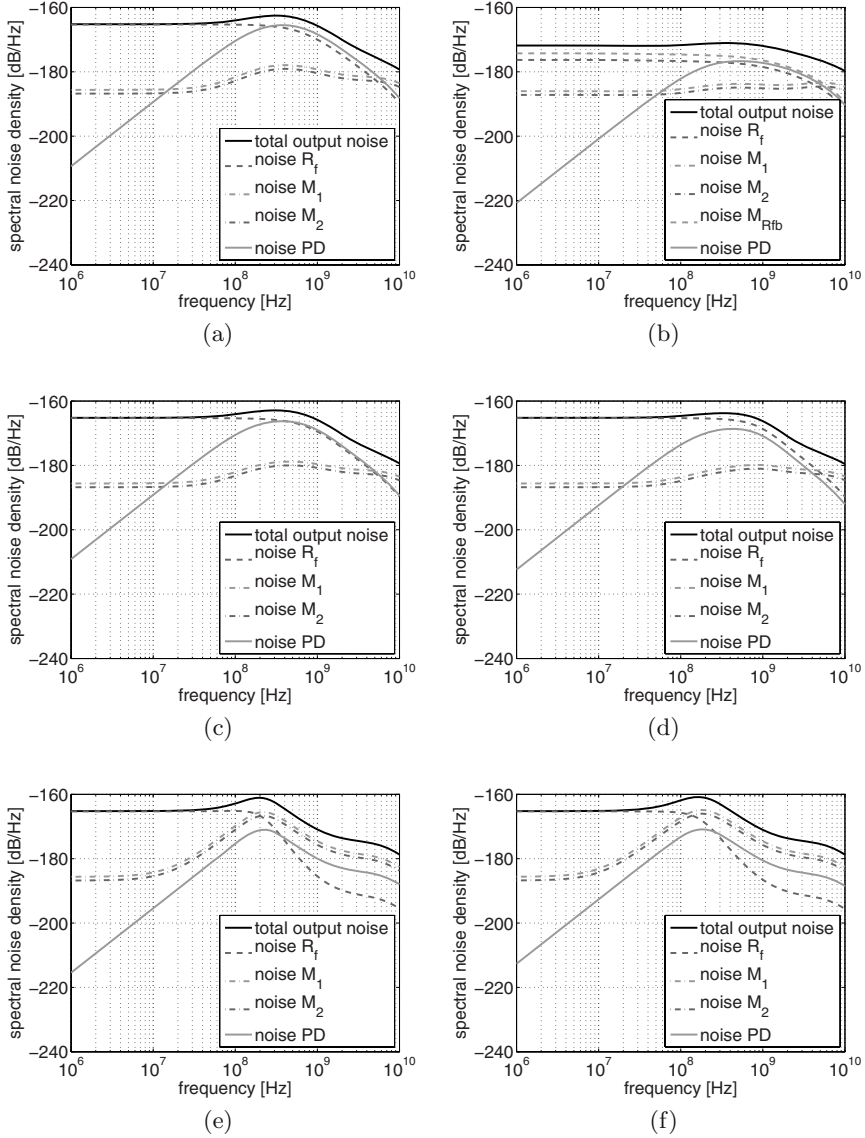 spectral noise density [dB/Hz]
−160
−180
−200
−220
−240
10^6
10^7
10^8
10^9
10^10
frequency [Hz]
total output noise
noise R_f
noise M_1
noise M_2
noise PD
(a)
spectral noise density [dB/Hz]
−160
−180
−200
−220
−240
10^6
10^7
10^8
10^9
10^10
frequency [Hz]
total output noise
noise R_f
noise M_1
noise M_2
noise M_Rfb
noise PD
(b)
spectral noise density [dB/Hz]
−160
−180
−200
−220
−240
10^6
10^7
10^8
10^9
10^10
frequency [Hz]
total output noise
noise R_f
noise M_1
noise M_2
noise PD
(c)
spectral noise density [dB/Hz]
−160
−180
−200
−220
−240
10^6
10^7
10^8
10^9
10^10
frequency [Hz]
total output noise
noise R_f
noise M_1
noise M_2
noise PD
(d)
spectral noise density [dB/Hz]
−160
−180
−200
−220
−240
10^6
10^7
10^8
10^9
10^10
frequency [Hz]
total output noise
noise R_f
noise M_1
noise M_2
noise PD
(e)
spectral noise density [dB/Hz]
−160
−180
−200
−220
−240
10^6
10^7
10^8
10^9
10^10
frequency [Hz]
total output noise
noise R_f
noise M_1
noise M_2
noise PD
(f)